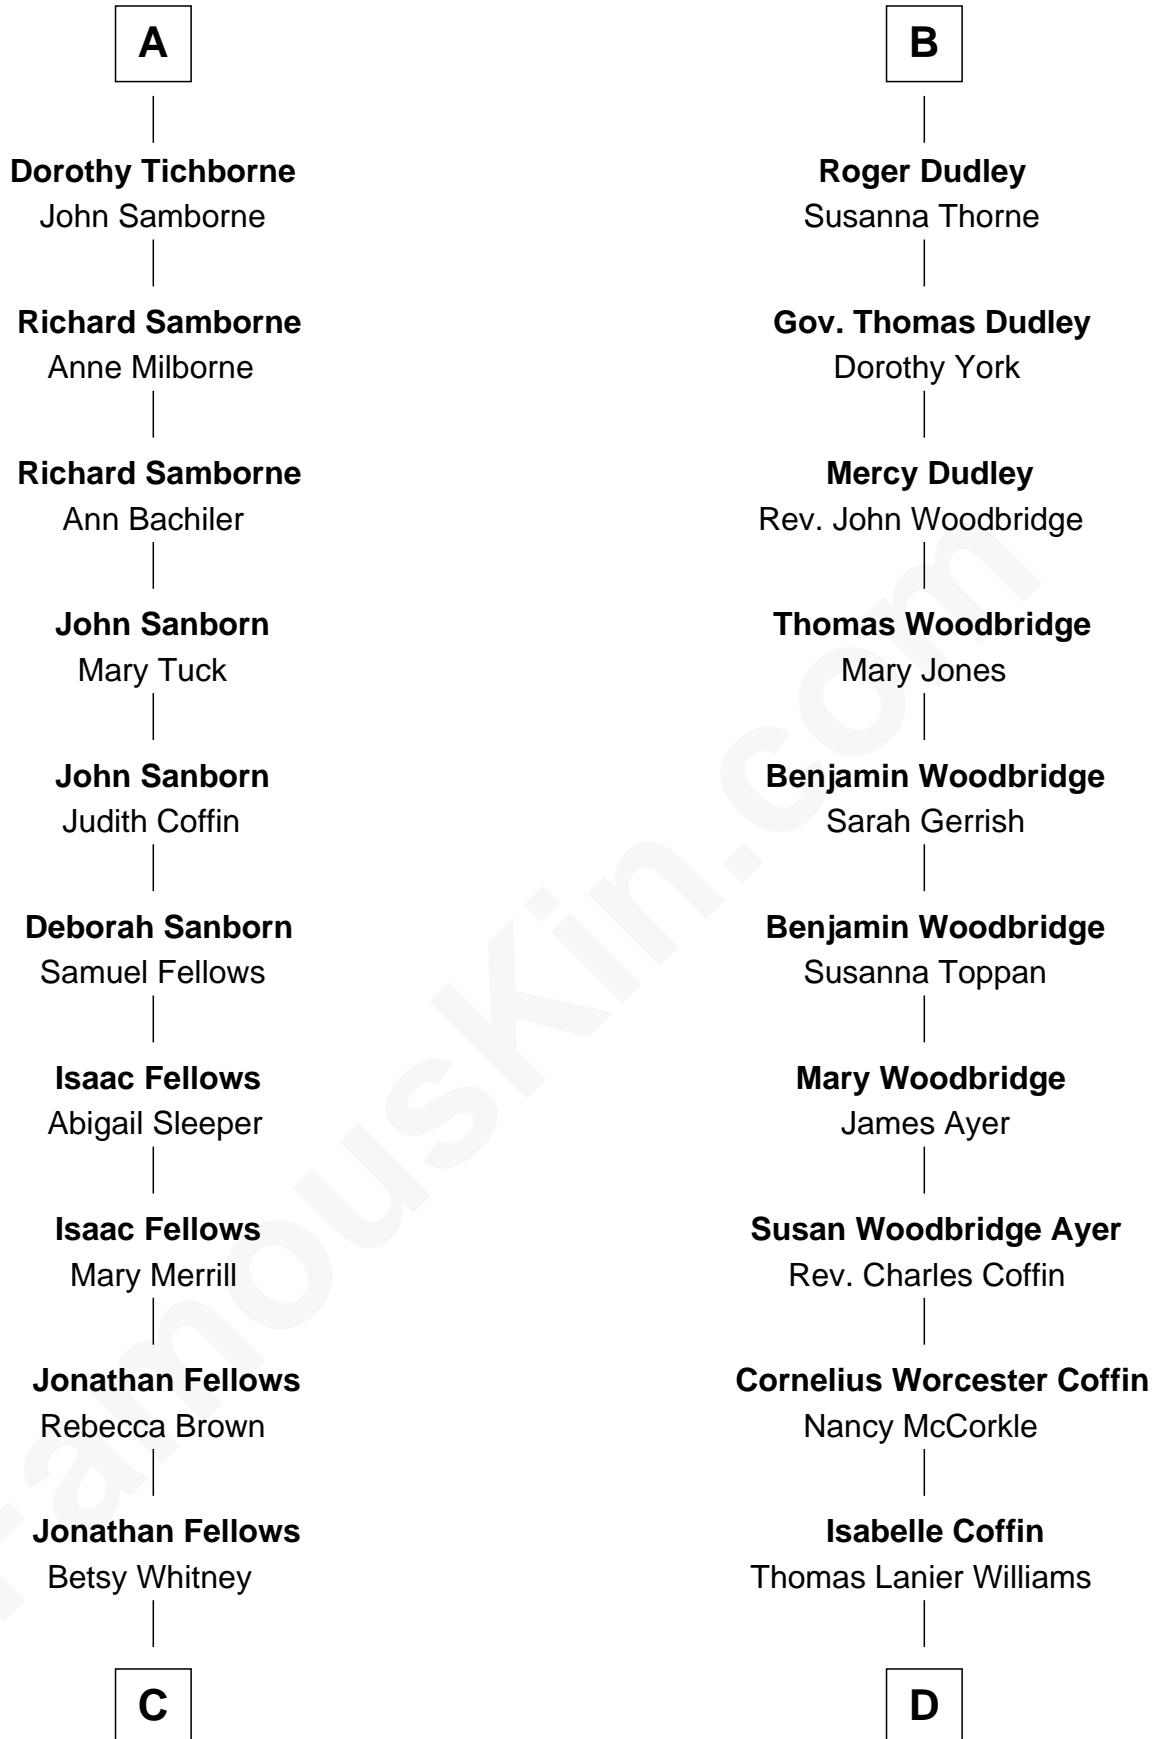 A
Dorothy Tichborne
John Samborne
Richard Samborne
Anne Milborne
Richard Samborne
Ann Bachiler
John Sanborn
Mary Tuck
John Sanborn
Judith Coffin
Deborah Sanborn
Samuel Fellows
Isaac Fellows
Abigail Sleeper
Isaac Fellows
Mary Merrill
Jonathan Fellows
Rebecca Brown
Jonathan Fellows
Betsy Whitney
C
B
Roger Dudley
Susanna Thorne
Gov. Thomas Dudley
Dorothy York
Mercy Dudley
Rev. John Woodbridge
Thomas Woodbridge
Mary Jones
Benjamin Woodbridge
Sarah Gerrish
Benjamin Woodbridge
Susanna Toppan
Mary Woodbridge
James Ayer
Susan Woodbridge Ayer
Rev. Charles Coffin
Cornelius Worcester Coffin
Nancy McCorkle
Isabelle Coffin
Thomas Lanier Williams
D
FamousKin.com